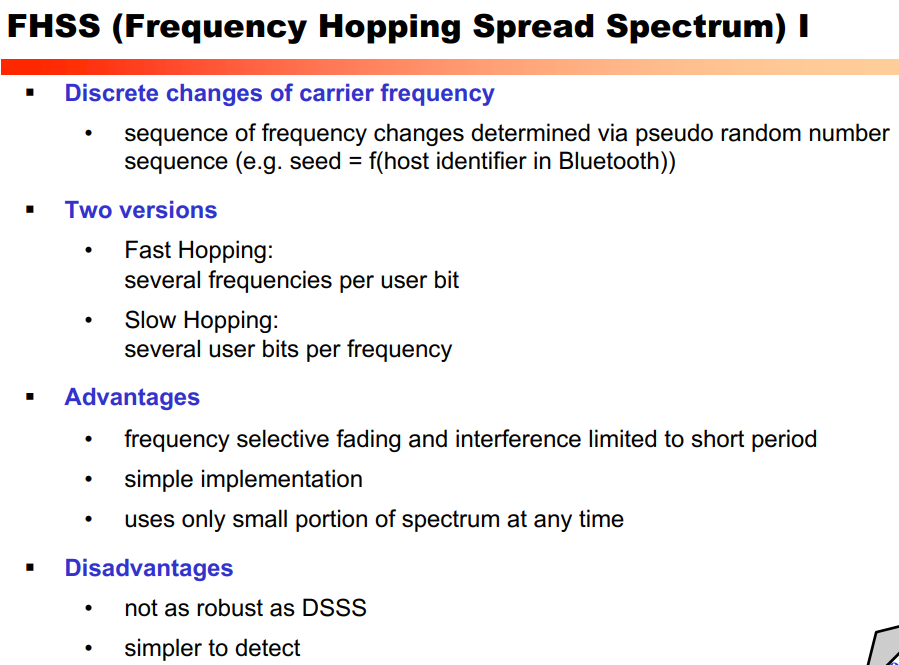 FHSS (Frequency Hopping Spread Spectrum) I
▪ Discrete changes of carrier frequency
• sequence of frequency changes determined via pseudo random number
sequence (e.g. seed = f(host identifier in Bluetooth))
▪ Two versions
• Fast Hopping:
several frequencies per user bit
• Slow Hopping:
several user bits per frequency
▪ Advantages
• frequency selective fading and interference limited to short period
• simple implementation
• uses only small portion of spectrum at any time
▪ Disadvantages
• not as robust as DSSS
• simpler to detect